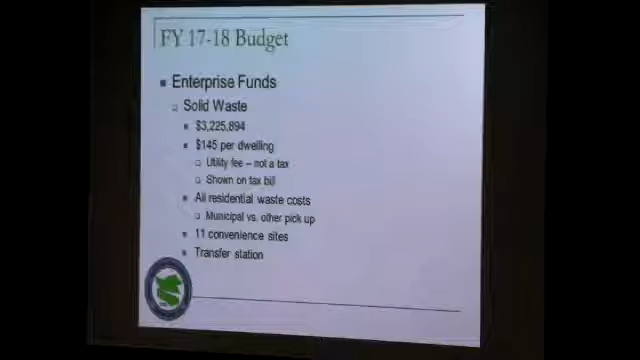 FY 17-18 Budget
Enterprise Funds
Solid Waste
$3,225,894
$145 per dwelling
Utility fee – not a tax
Shown on tax bill
All residential waste costs
Municipal vs. other pick up
11 convenience sites
Transfer station